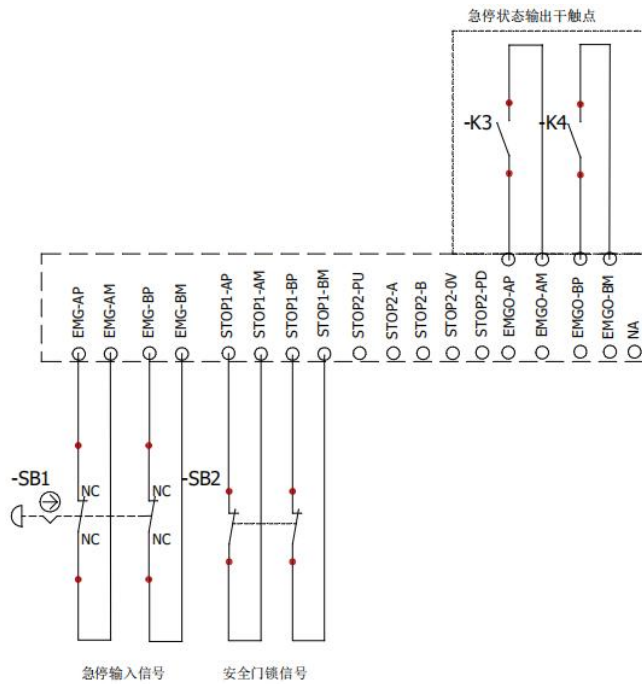 急停状态输出干触点
-K3
-K4
EMG-AP
EMG-AM
EMG-BP
EMG-BM
STOP1-AP
STOP1-AM
STOP1-BP
STOP1-BM
STOP2-PU
STOP2-A
STOP2-B
STOP2-0V
STOP2-PD
EMGO-AP
EMGO-AM
EMGO-BP
EMGO-BM
NA
-SB1
NC
NC
-SB2
NC
NC
急停输入信号
安全门锁信号